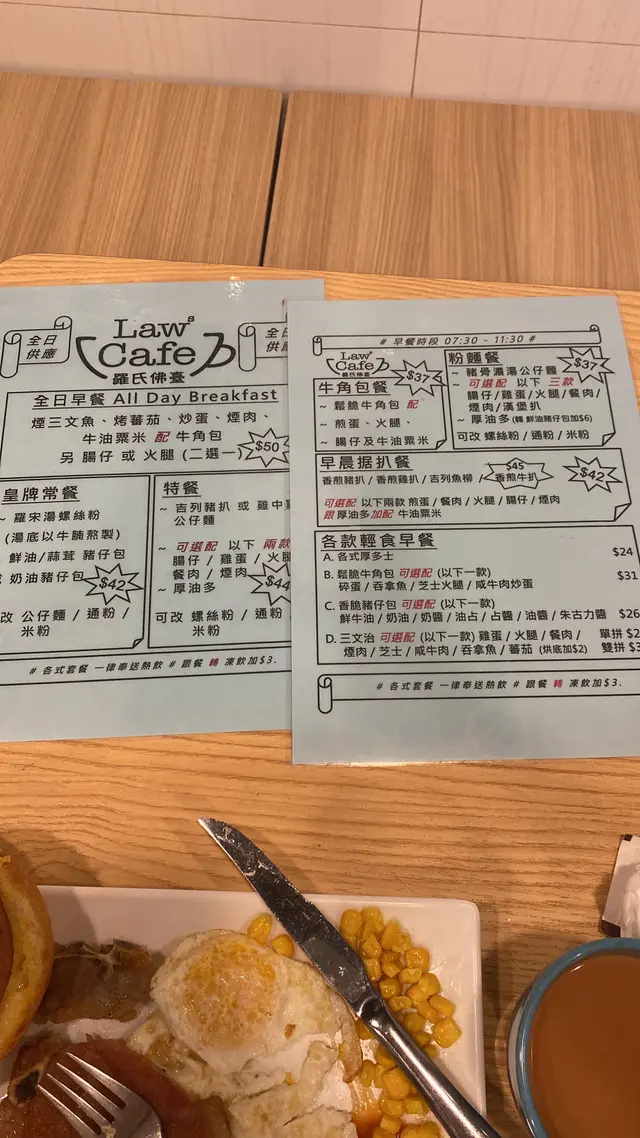 全日
供應
Law's
Cafe
羅氏佛臺
全日
供應
全日早餐 All Day Breakfast
煙三文魚、烤蕃茄、炒蛋、煙肉、
牛油粟米 配 牛角包
另 腸仔 或 火腿 (二選一)
$50
皇牌常餐
~ 羅宋湯螺絲粉
(湯底以牛腩熬製)
鮮油/蒜茸 豬仔包
奶油豬仔包
$42
改 公仔麵 / 通粉 /
米粉
特餐
~ 吉列豬扒 或 雞中
公仔麵
~ 可選配 以下 兩款
腸仔 / 雞蛋 / 火腿
餐肉 / 煙肉
~ 厚油多
$44
可改 螺絲粉 / 通粉
米粉
# 各式套餐 一律奉送熱飲 # 跟餐 轉 凍飲加$3.
# 早餐時段 07:30 - 11:30 #
Law's
Cafe
羅氏佛臺
$37
牛角包餐
~ 鬆脆牛角包 配
~ 煎蛋、火腿、
~ 腸仔及牛油粟米
粉麵餐
$37
~ 豬骨濃湯公仔麵
~ 可選配 以下 三款
腸仔 / 雞蛋 / 火腿 / 餐肉 /
煙肉 / 漢堡扒
~ 厚油多 (轉 鮮油豬仔包加$6)
可改 螺絲粉 / 通粉 / 米粉
早晨据扒餐
香煎豬扒 / 香煎雞扒 / 吉列魚柳 / 香煎牛扒
$45
$42
可選配 以下兩款 煎蛋 / 餐肉 / 火腿 / 腸仔 / 煙肉
跟 厚油多 加配 牛油粟米
各款輕食早餐
A. 各式厚多士 $24
B. 鬆脆牛角包 可選配 (以下一款) $31
碎蛋 / 吞拿魚 / 芝士火腿 / 咸牛肉炒蛋
C. 香脆豬仔包 可選配 (以下一款)
鮮牛油 / 奶油 / 奶醬 / 油占 / 占醬 / 油醬 / 朱古力醬 $26
D. 三文治 可選配 (以下一款) 雞蛋 / 火腿 / 餐肉 / 單拼 $2
煙肉 / 芝士 / 咸牛肉 / 吞拿魚 / 蕃茄 (烘底加$2) 雙拼 $3
# 各式套餐 一律奉送熱飲 # 跟餐 轉 凍飲加$3.